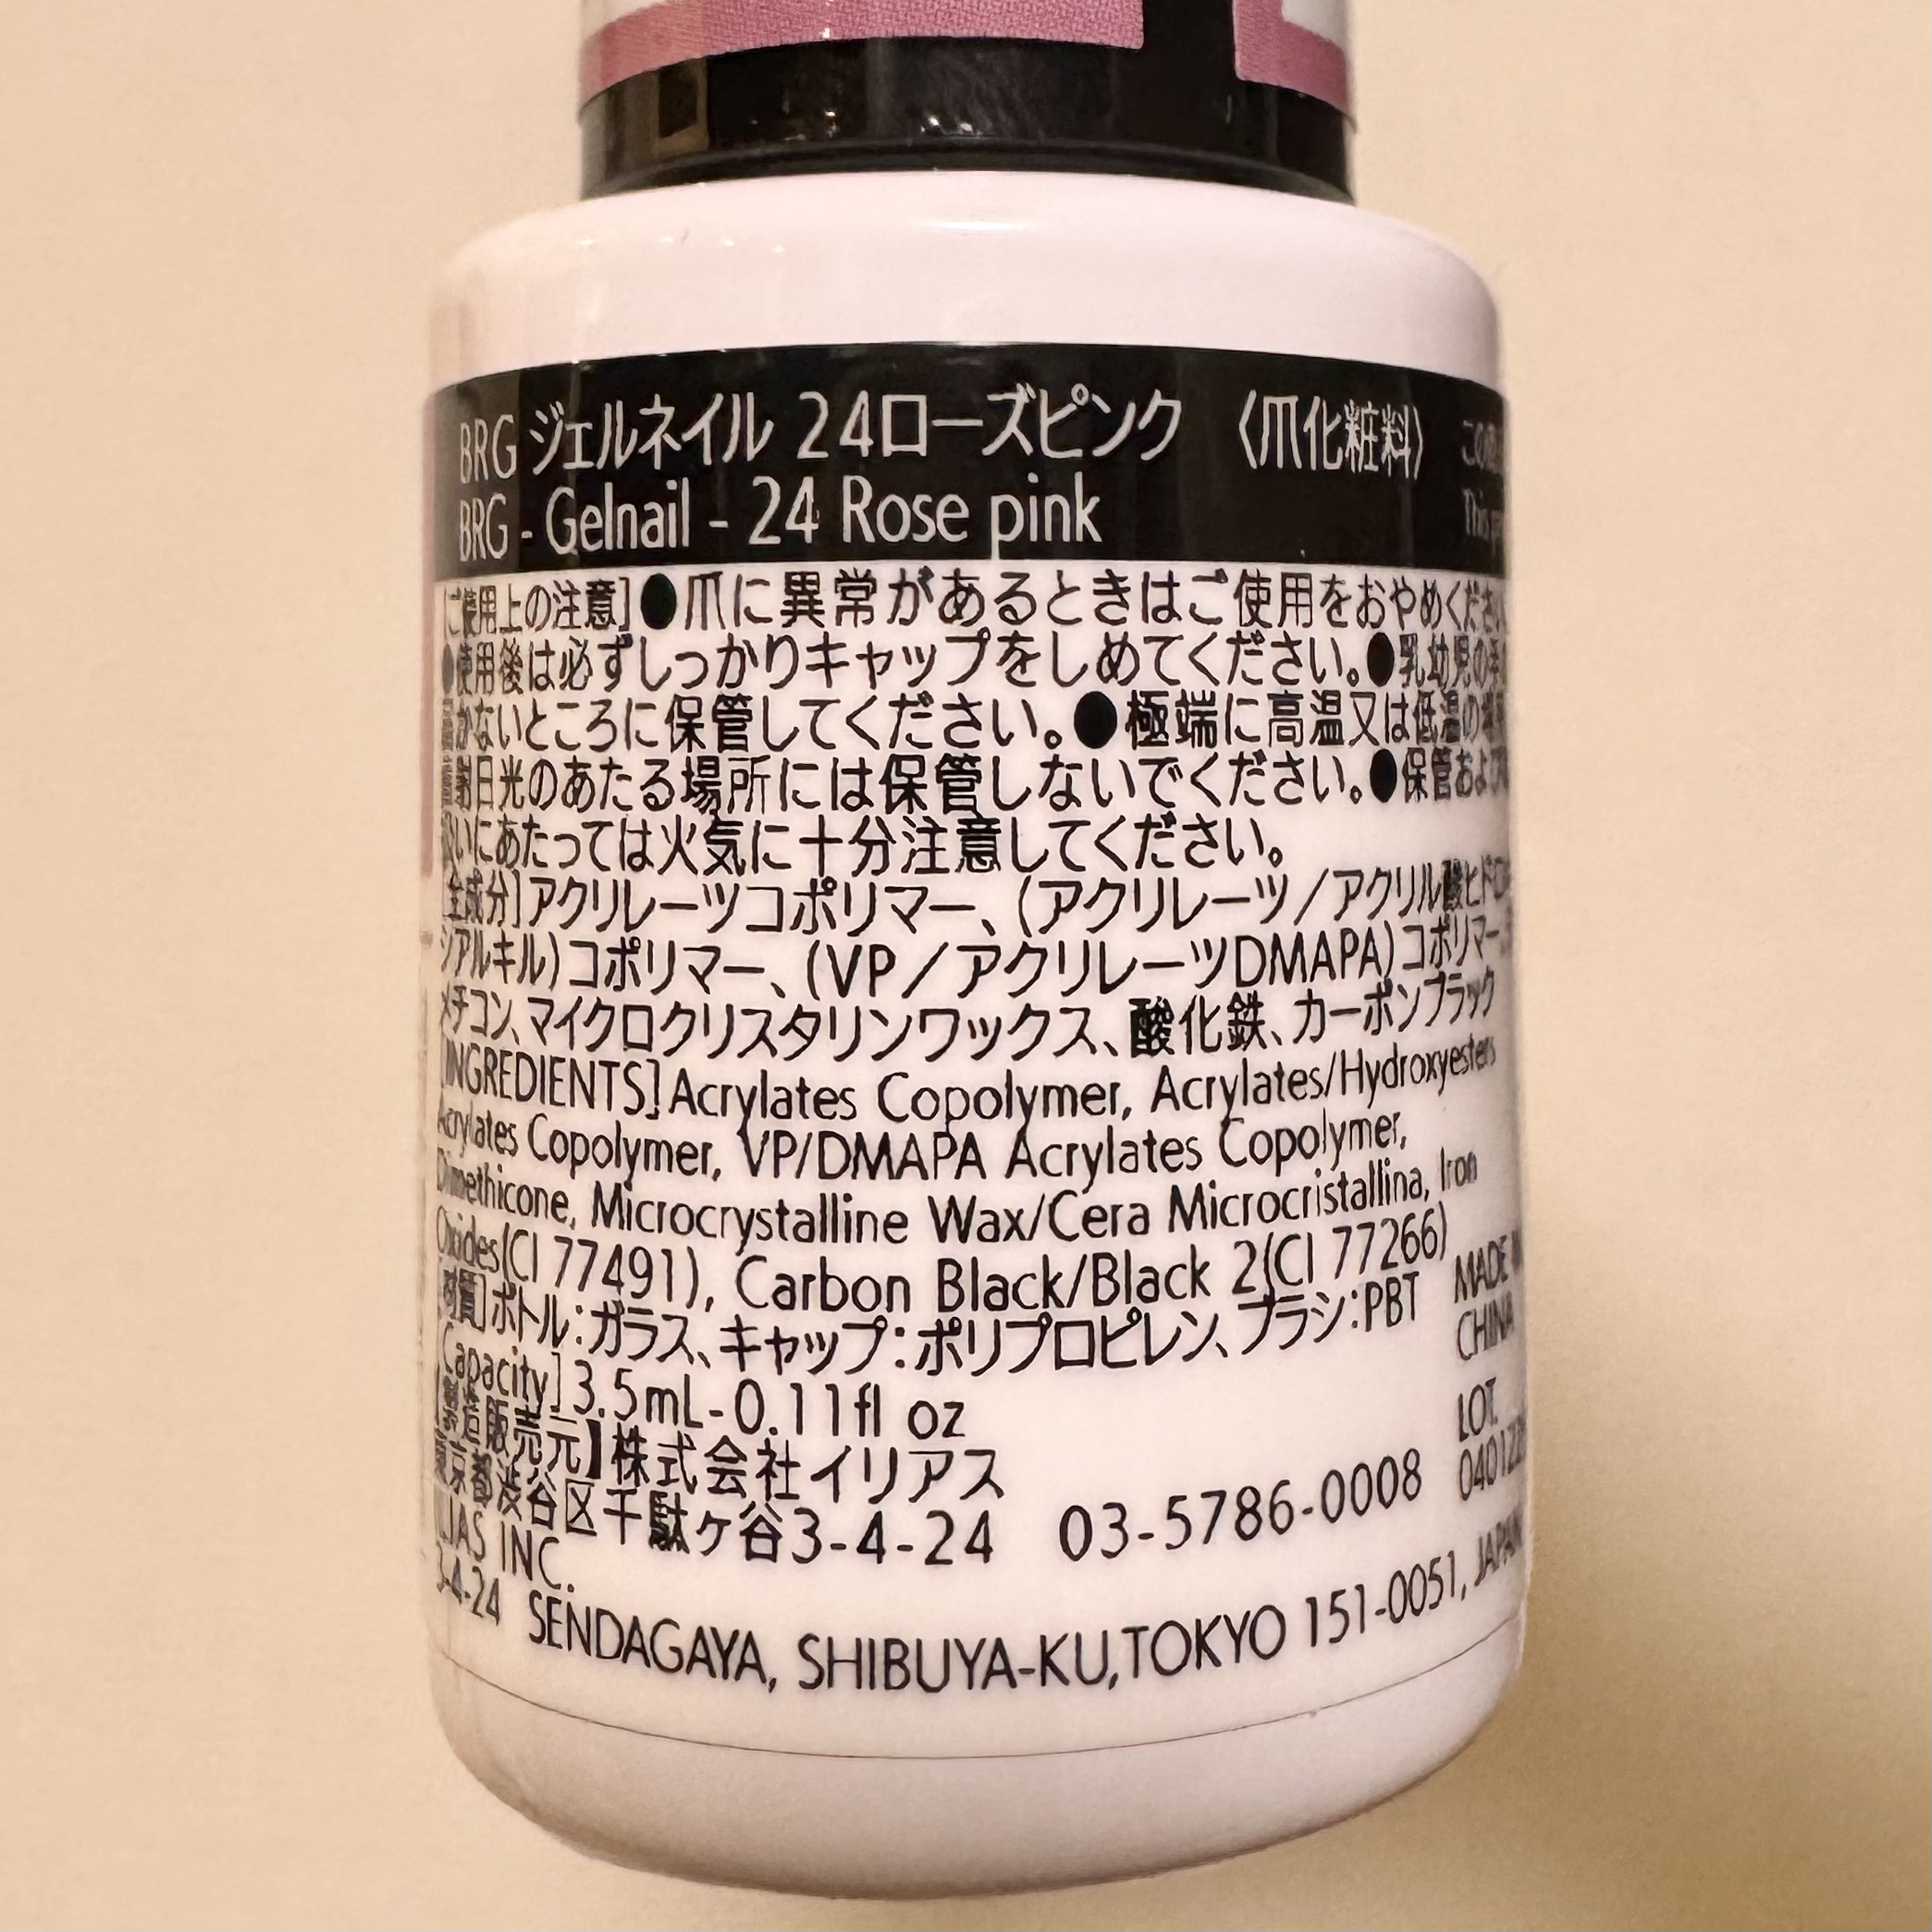 BRG ジェルネイル 24ローズピンク 〈爪化粧料〉
BRG - Gelnail - 24 Rose pink
[ご使用上の注意]●爪に異常があるときはご使用をおやめください
●使用後は必ずしっかりキャップをしめてください。●乳幼児の手の
かないところに保管してください。●極端に高温又は低温の場所
射日光のあたる場所には保管しないでください。●保管および
扱いにあたっては火気に十分注意してください。
[全成分]アクリレーツコポリマー、(アクリレーツ/アクリル酸ヒドロキ
シアルキル)コポリマー、(VP/アクリレーツDMAPA)コポリマー、
メチコン、マイクロクリスタリンワックス、酸化鉄、カーボンブラック
[INGREDIENTS]Acrylates Copolymer, Acrylates/Hydroxyesters
Acrylates Copolymer, VP/DMAPA Acrylates Copolymer,
Dimethicone, Microcrystalline Wax/Cera Microcristallina, Iron
Oxides(CI 77491), Carbon Black/Black 2(CI 77266)
[材質]ボトル:ガラス、キャップ:ポリプロピレン、ブラシ:PBT
[Capacity]3.5mL-0.11fl oz
[製造販売元]株式会社イリアス
東京都渋谷区千駄ヶ谷3-4-24 03-5786-0008
ILIAS INC.
3-4-24 SENDAGAYA, SHIBUYA-KU,TOKYO 151-0051, JAPAN
MADE IN
CHINA
LOT.